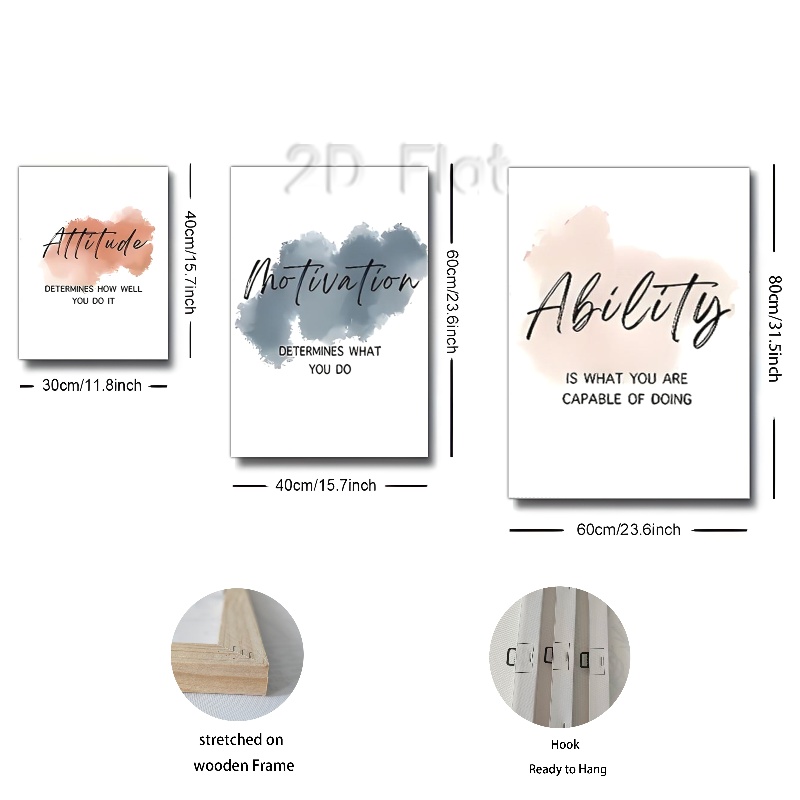 2D Flat
Attitude
DETERMINES HOW WELL
YOU DO IT
40cm/15.7inch
30cm/11.8inch
Motivation
DETERMINES WHAT
YOU DO
60cm/23.6inch
40cm/15.7inch
Ability
IS WHAT YOU ARE
CAPABLE OF DOING
80cm/31.5inch
60cm/23.6inch
stretched on
wooden Frame
Hook
Ready to Hang